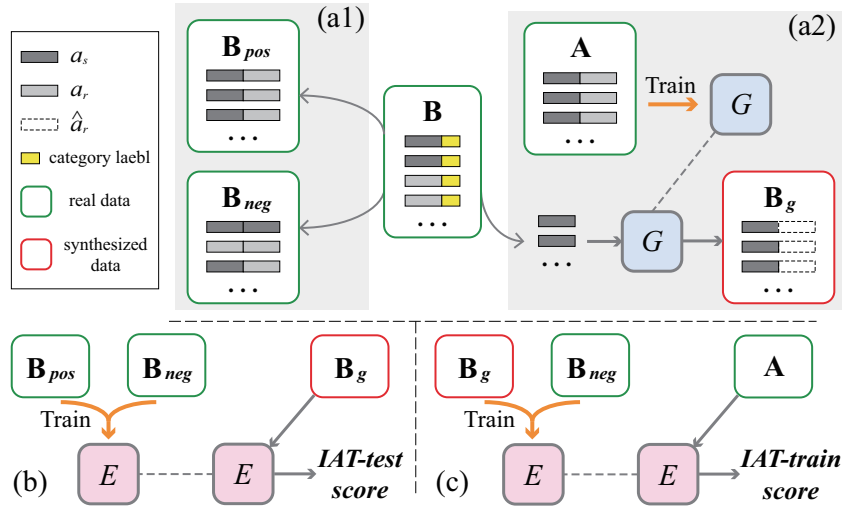 a_s
a_r
â_r
category laebl
real data
synthesized
data
(a1)
B_pos
...
B_neg
...
B
...
(a2)
A
...
Train
G
...
G
B_g
...
B_pos
B_neg
Train
E
E
B_g
IAT-test
score
(b)
B_g
B_neg
Train
E
E
A
IAT-train
score
(c)